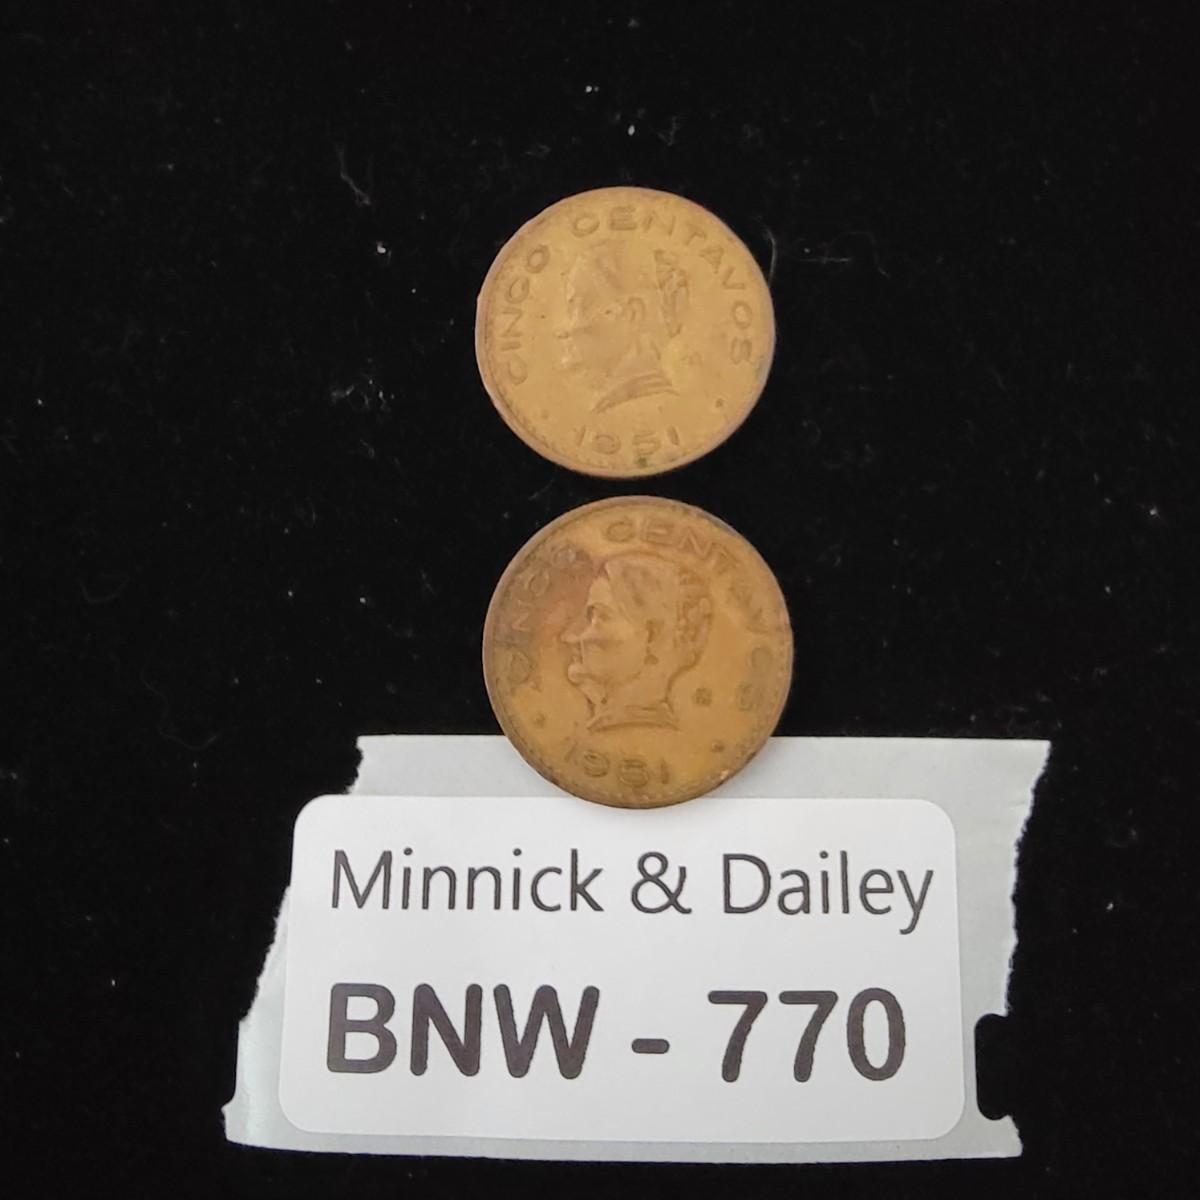 CINCO CENTAVOS
1951
CINCO CENTAVOS
1951
Minnick & Dailey
BNW - 770